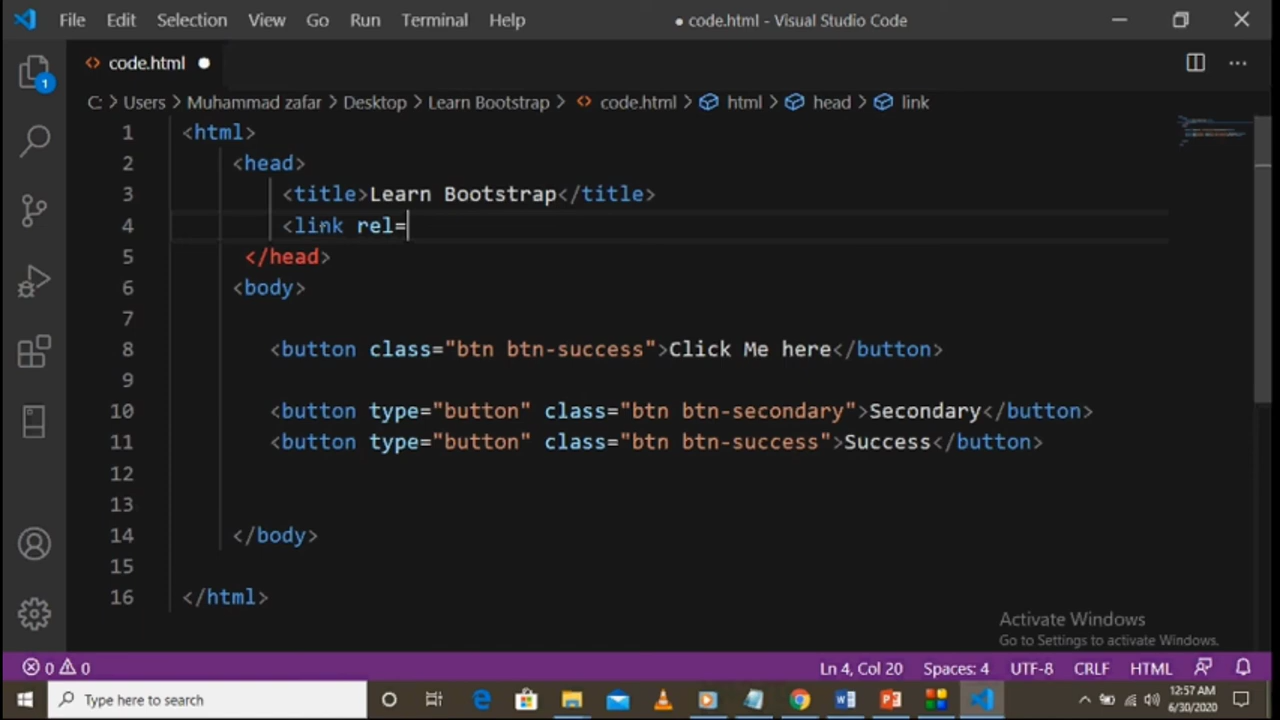 File Edit Selection View Go Run Terminal Help ● code.html - Visual Studio Code
code.html
C: > Users > Muhammad zafar > Desktop > Learn Bootstrap > code.html > html > head > link
1
1 <html>
2 <head>
3 <title>Learn Bootstrap</title>
4 <link rel=
5 </head>
6 <body>
7
8 <button class="btn btn-success">Click Me here</button>
9
10 <button type="button" class="btn btn-secondary">Secondary</button>
11 <button type="button" class="btn btn-success">Success</button>
12
13
14 </body>
15
16 </html>
Activate Windows
Go to Settings to activate Windows.
0 0 Ln 4, Col 20 Spaces: 4 UTF-8 CRLF HTML
Type here to search
12:57 AM
6/30/2020